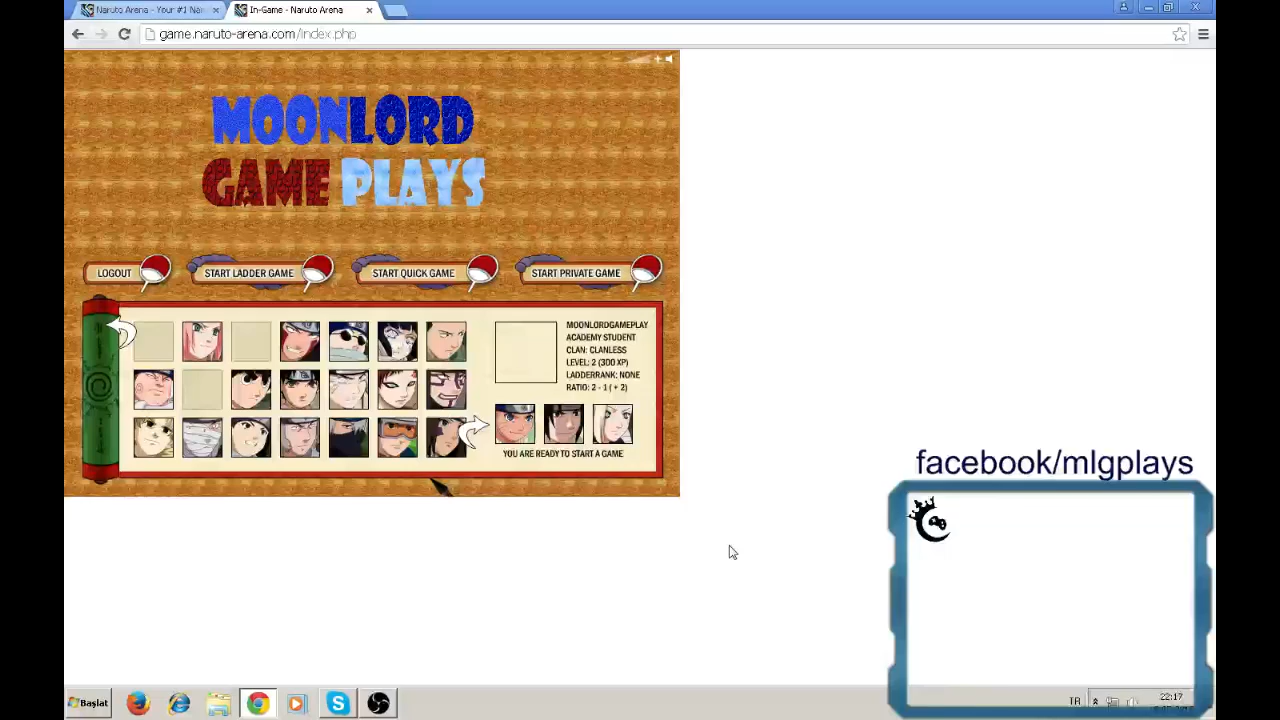 Naruto Arena - Your #1 Na
In-Game - Naruto Arena
game.naruto-arena.com/index.php
MOONLORD
GAME PLAYS
LOGOUT
START LADDER GAME
START QUICK GAME
START PRIVATE GAME
MOONLORDGAMEPLAY
ACADEMY STUDENT
CLAN: CLANLESS
LEVEL: 2 (300 XP)
LADDERRANK: NONE
RATIO: 2 - 1 ( + 2)
YOU ARE READY TO START A GAME
facebook/mlgplays
Başlat
TR
22:17